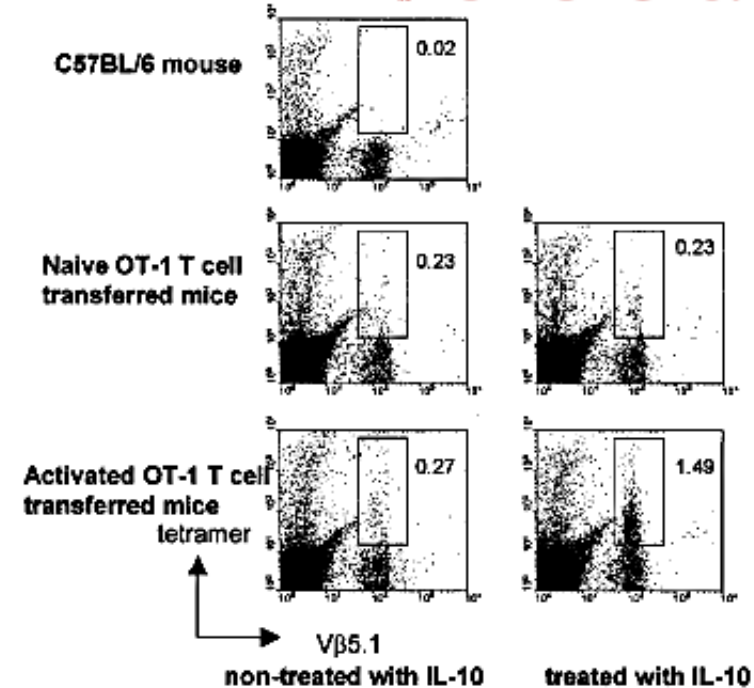 C57BL/6 mouse
0.02
Naive OT-1 T cell
transferred mice
0.23
0.23
Activated OT-1 T cell
transferred mice
0.27
1.49
tetramer
Vβ5.1
non-treated with IL-10
treated with IL-10